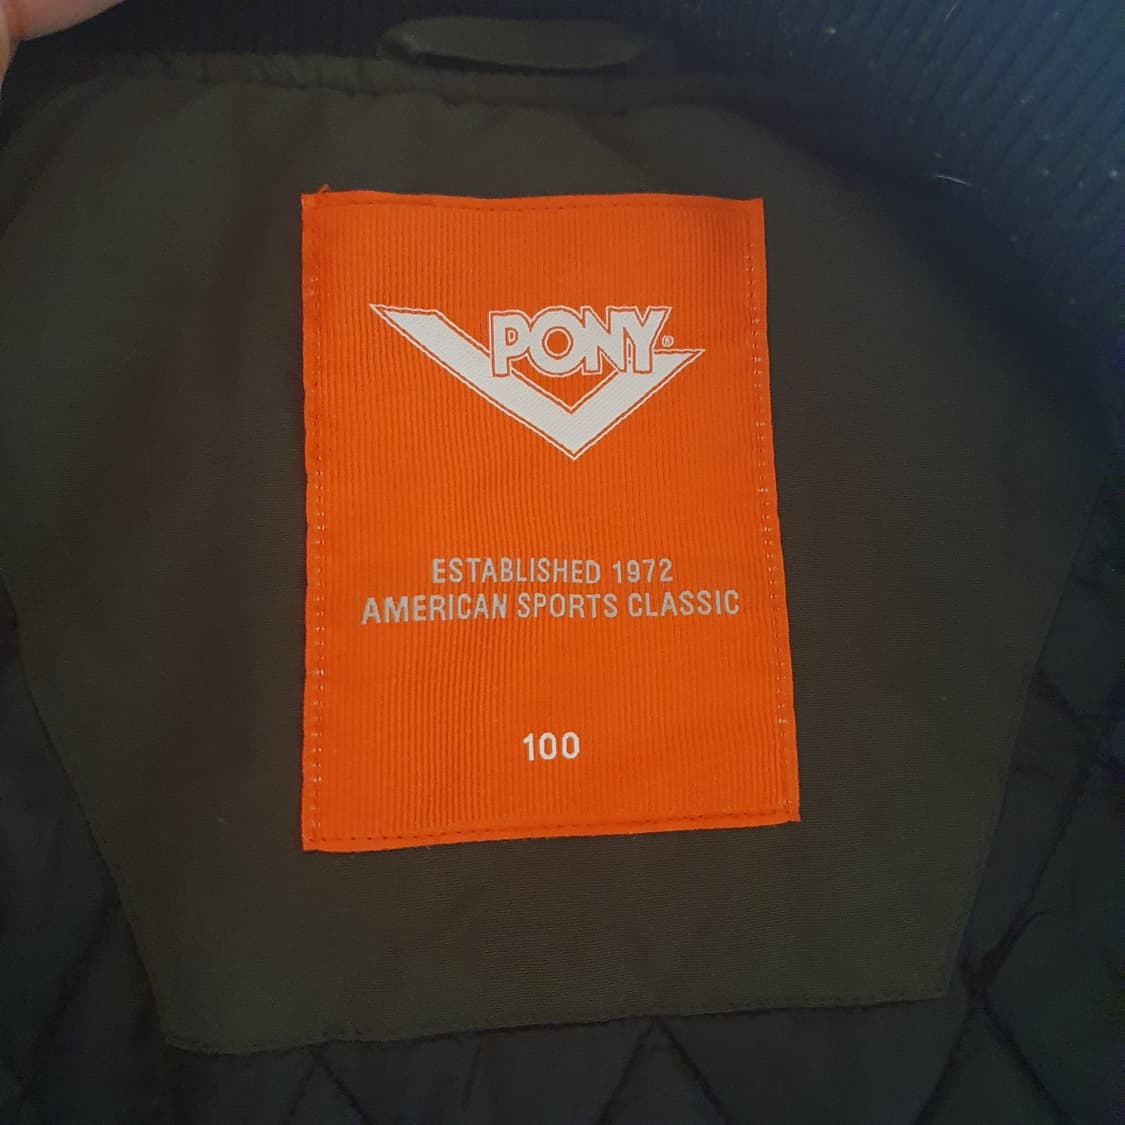 PONY®
ESTABLISHED 1972
AMERICAN SPORTS CLASSIC
100